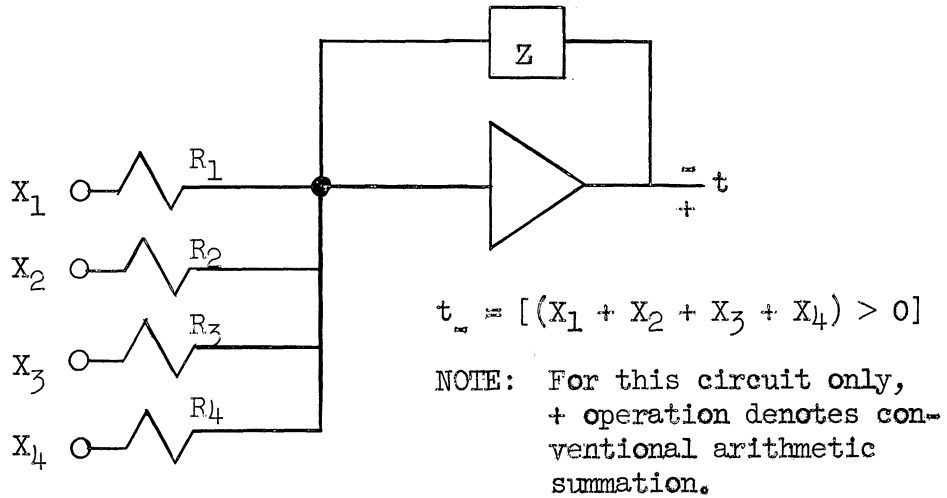 Z
R₁
X₁
- t
+
R₂
X₂
t₋ = [(X₁ + X₂ + X₃ + X₄) > 0]
R₃
X₃
NOTE: For this circuit only,
+ operation denotes con-
ventional arithmetic
summation.
R₄
X₄